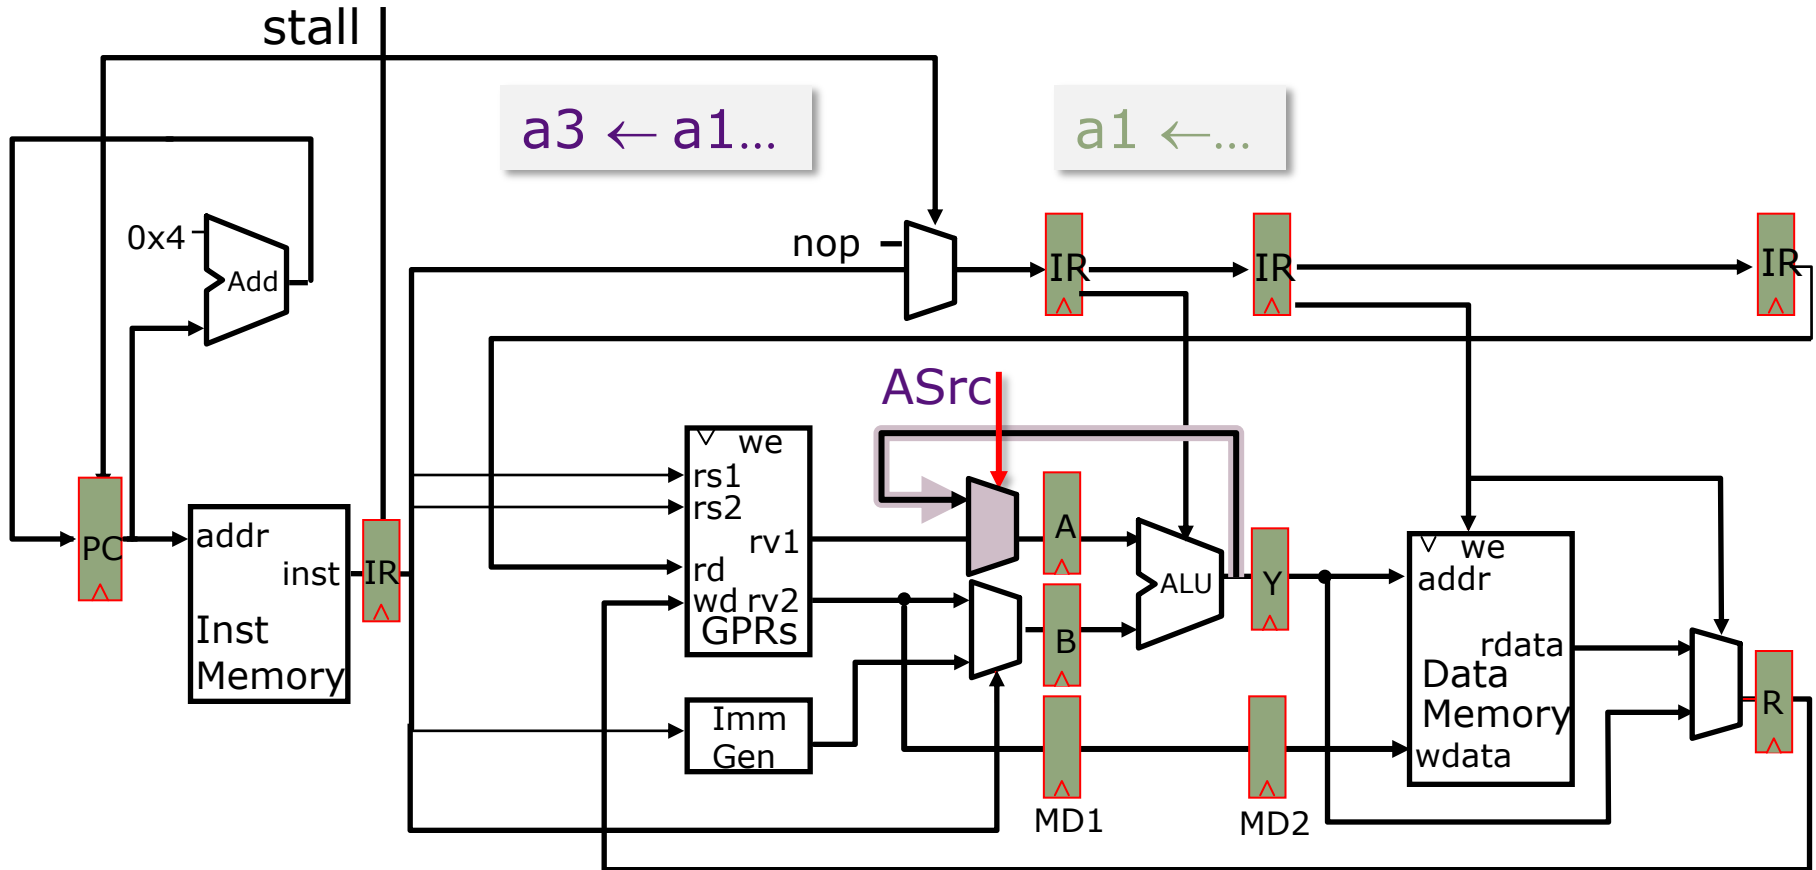 stall
a3 ← a1...
a1 ←...
0x4
Add
nop
IR
IR
IR
ASrc
we
rs1
rs2
rv1
rd
wd rv2
GPRs
PC
addr
inst
Inst
Memory
IR
A
B
ALU
Y
we
addr
rdata
Data
Memory
wdata
R
Imm
Gen
MD1
MD2